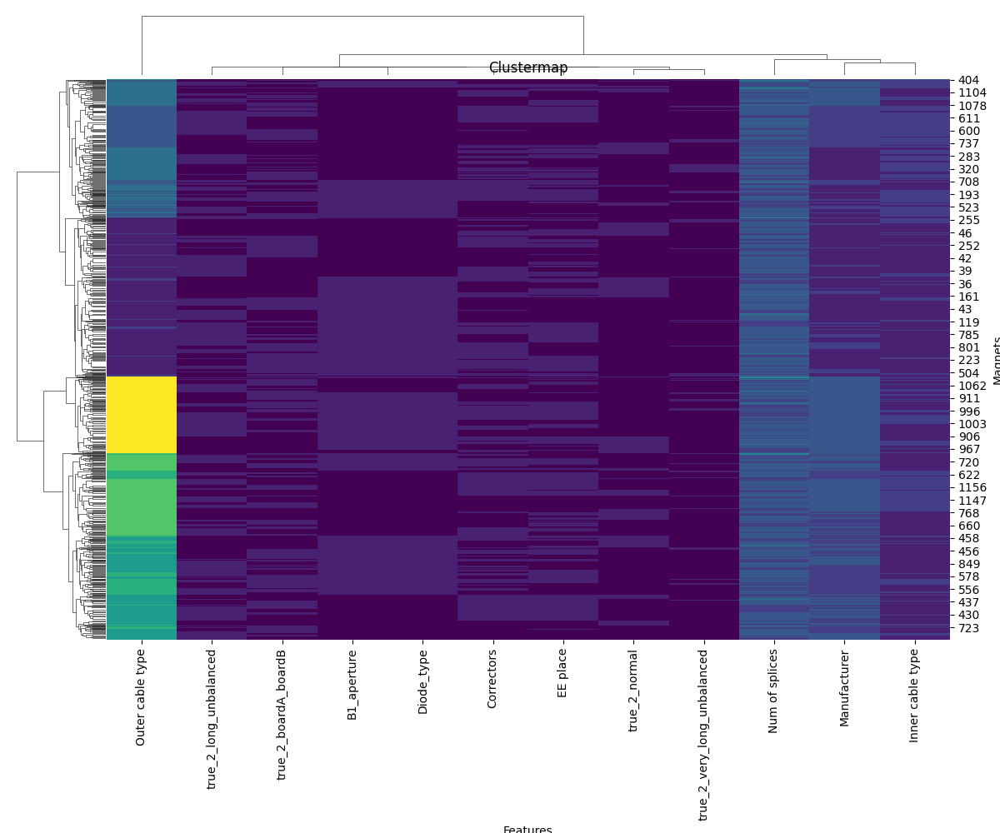 Clustermap
404
1104
1078
611
600
737
283
320
708
193
523
255
46
252
42
39
36
161
43
119
785
801
223
504
1062
911
996
1003
906
967
720
622
1156
1147
768
660
458
456
849
578
556
437
430
723
Magnets
Outer cable type
true_2_long_unbalanced
true_2_boardA_boardB
B1_aperture
Diode_type
Correctors
EE place
true_2_normal
true_2_very_long_unbalanced
Num of splices
Manufacturer
Inner cable type
Features